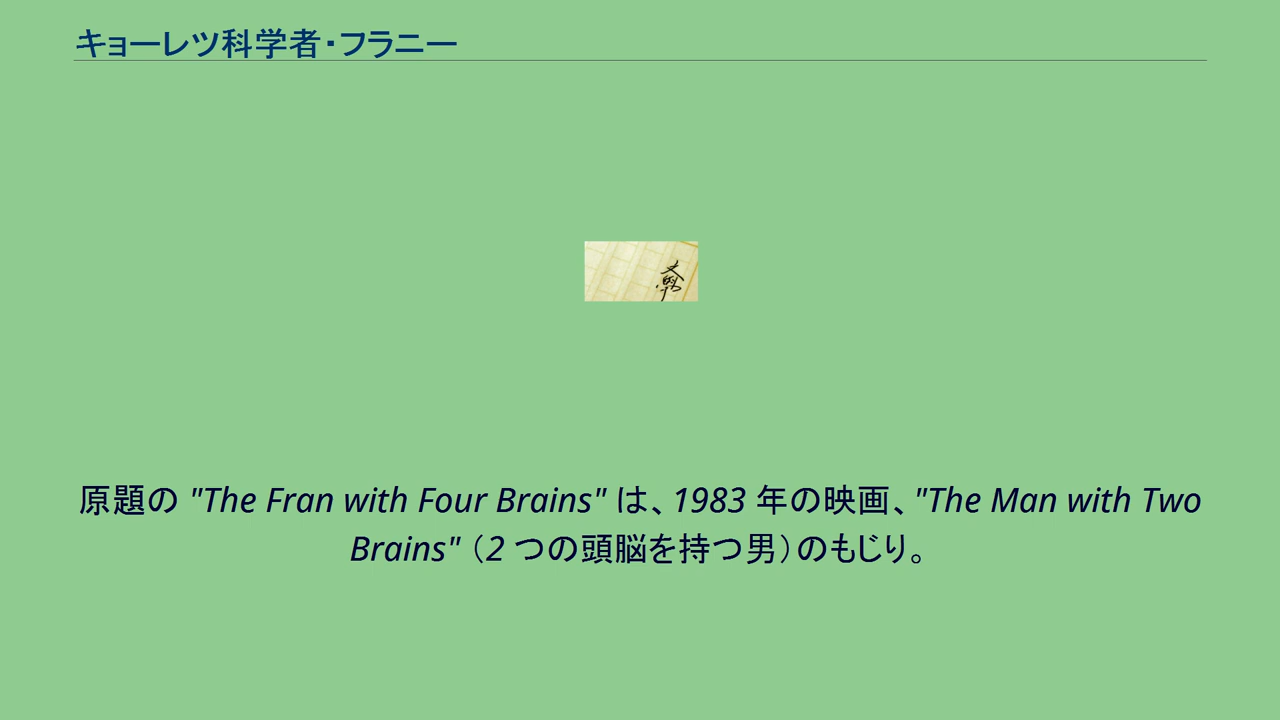 キョーレツ科学者・フラニー
原題の "The Fran with Four Brains" は、1983 年の映画、"The Man with Two
Brains" （2 つの頭脳を持つ男）のもじり。